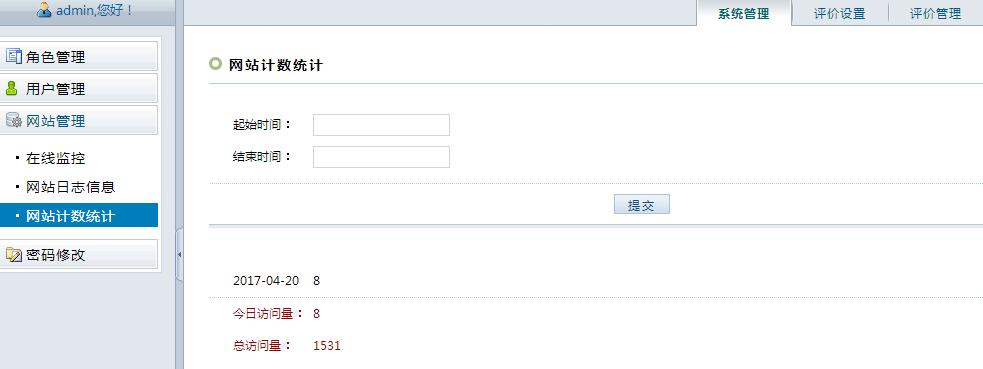 admin,您好！
系统管理 评价设置 评价管理
角色管理
用户管理
网站管理
在线监控
网站日志信息
网站计数统计
密码修改
网站计数统计
起始时间：
结束时间：
提交
2017-04-20 8
今日访问量： 8
总访问量： 1531